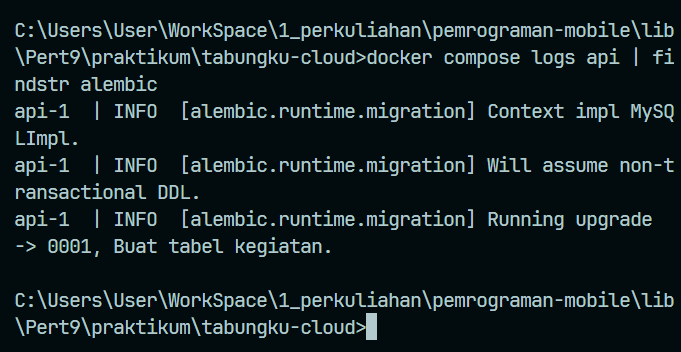 C:\Users\User\WorkSpace\1_perkuliahan\pemrograman-mobile\lib
\Pert9\praktikum\tabungku-cloud>docker compose logs api | fi
ndstr alembic
api-1  | INFO  [alembic.runtime.migration] Context impl MySQ
LImpl.
api-1  | INFO  [alembic.runtime.migration] Will assume non-t
ransactional DDL.
api-1  | INFO  [alembic.runtime.migration] Running upgrade
-> 0001, Buat tabel kegiatan.
C:\Users\User\WorkSpace\1_perkuliahan\pemrograman-mobile\lib
\Pert9\praktikum\tabungku-cloud>